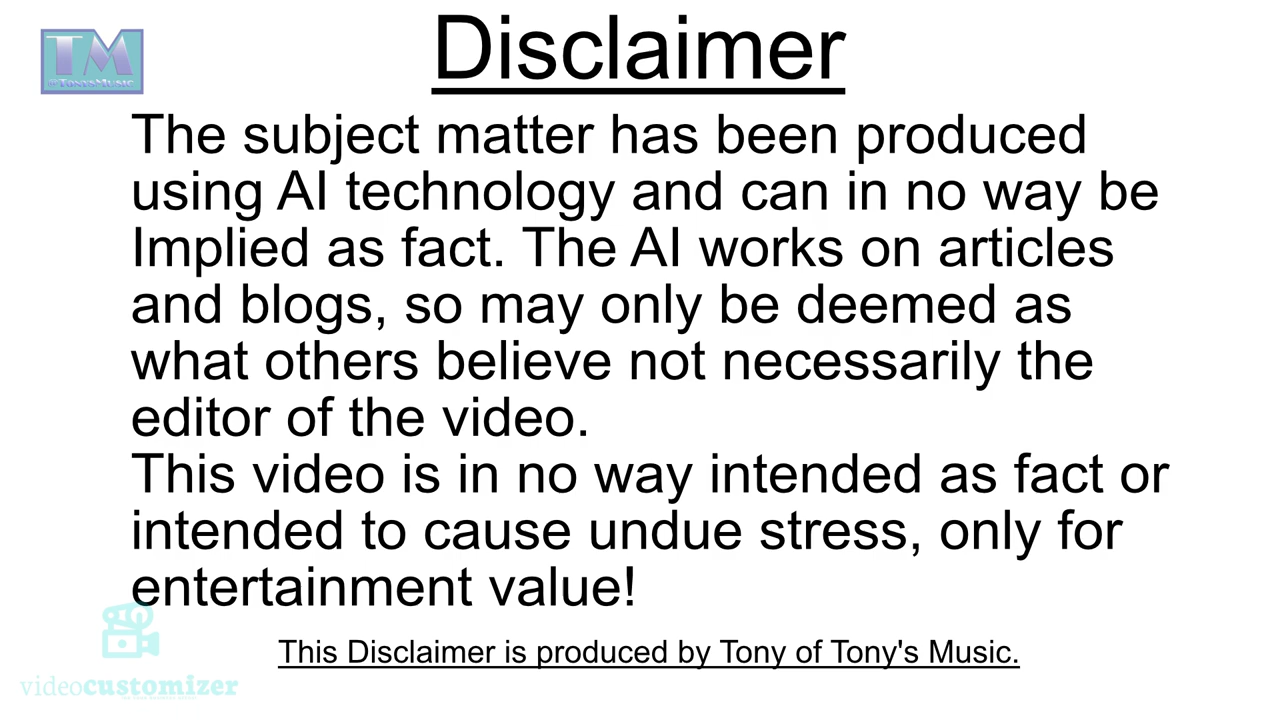 Disclaimer
TM
@TonysMusic
The subject matter has been produced
using AI technology and can in no way be
Implied as fact. The AI works on articles
and blogs, so may only be deemed as
what others believe not necessarily the
editor of the video.
This video is in no way intended as fact or
intended to cause undue stress, only for
entertainment value!
This Disclaimer is produced by Tony of Tony's Music.
videocustomizer